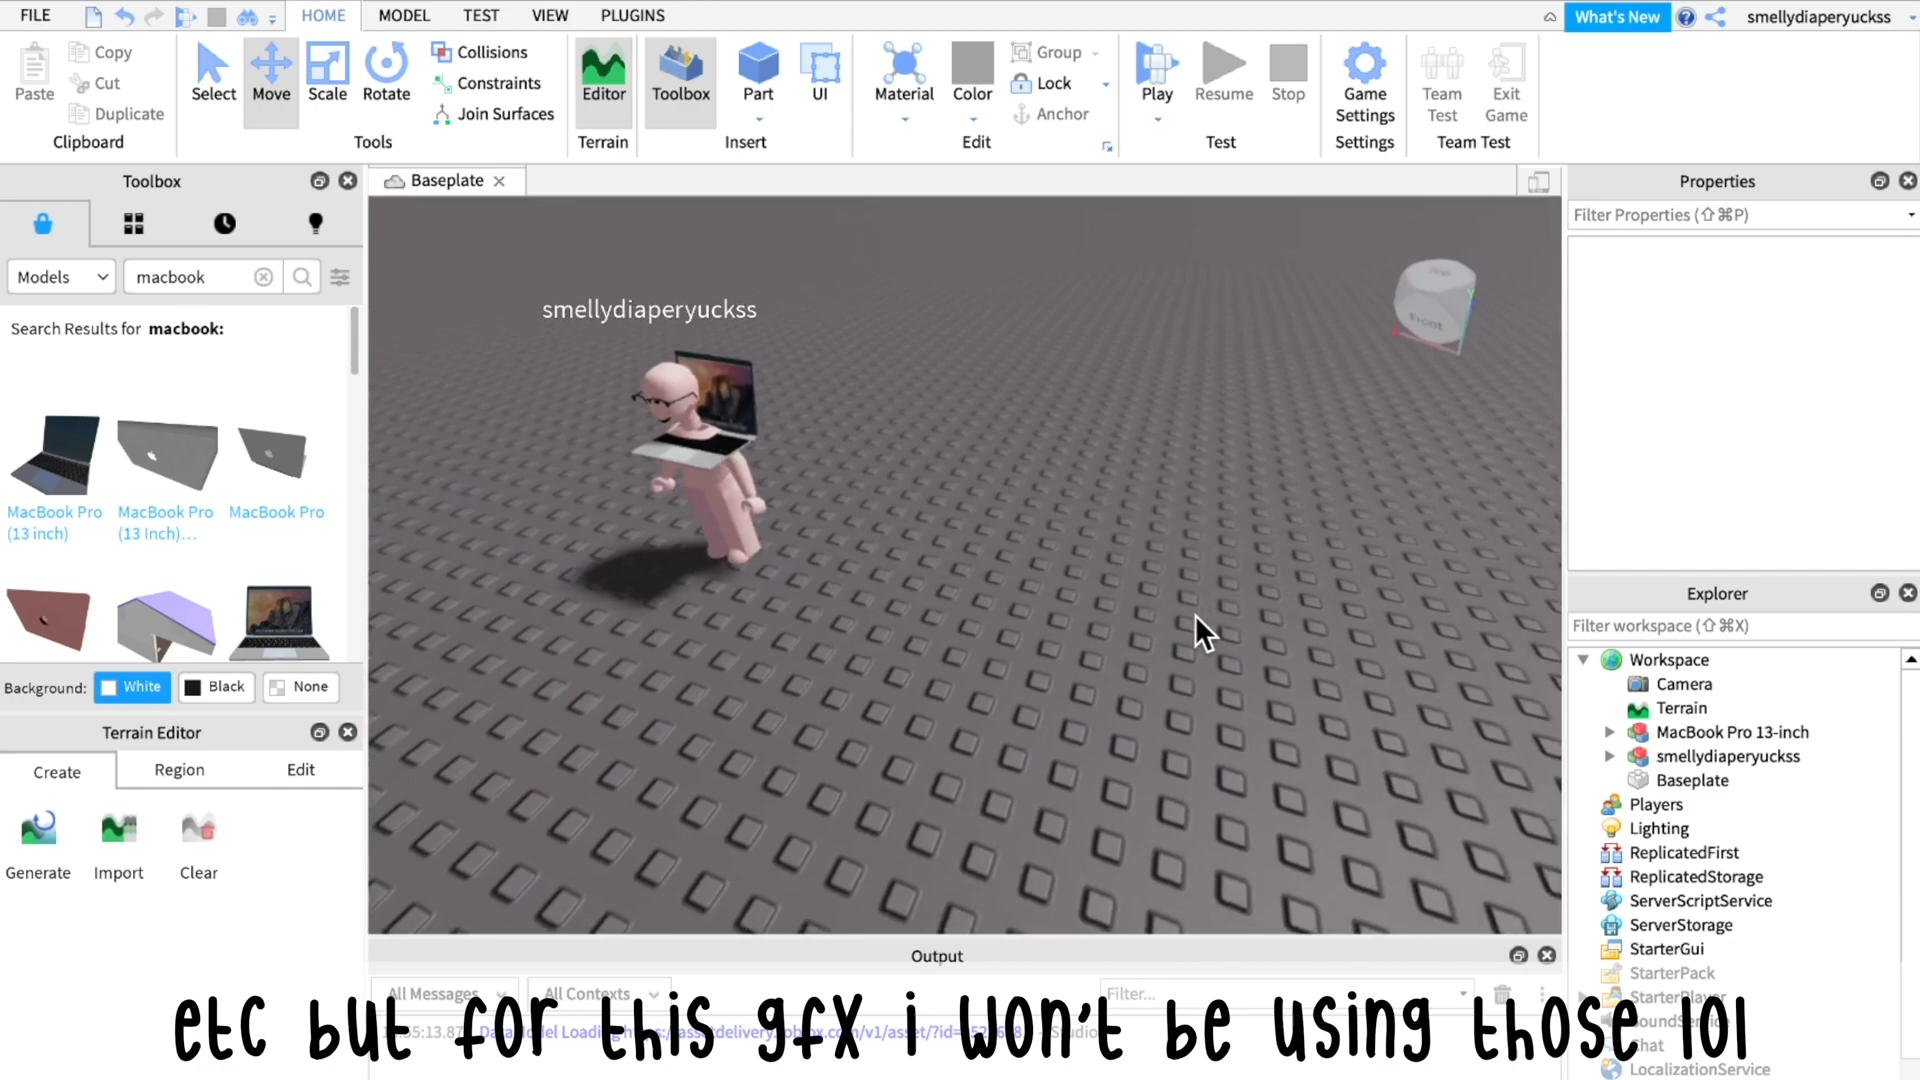 FILE HOME MODEL TEST VIEW PLUGINS What's New smellydiaperyuckss
Paste
Copy
Cut
Duplicate
Clipboard
Select Move Scale Rotate
Collisions
Constraints
Join Surfaces
Tools
Editor
Terrain
Toolbox Part UI
Insert
Material Color
Group
Lock
Anchor
Edit
Play Resume Stop
Test
Game
Settings
Settings
Team
Test
Exit
Game
Team Test
Toolbox
Models macbook
Search Results for macbook:
MacBook Pro
(13 inch)
MacBook Pro
(13 Inch)...
MacBook Pro
Background: White Black None
Terrain Editor
Create Region Edit
Generate Import Clear
Baseplate
smellydiaperyuckss
Front
Output
All Messages All Contexts Filter...
etc but for this gfx i won't be using those lol
Properties
Filter Properties (⇧⌘P)
Explorer
Filter workspace (⇧⌘X)
Workspace
Camera
Terrain
MacBook Pro 13-inch
smellydiaperyuckss
Baseplate
Players
Lighting
ReplicatedFirst
ReplicatedStorage
ServerScriptService
ServerStorage
StarterGui
StarterPack
StarterPlayer
SoundService
Chat
LocalizationService